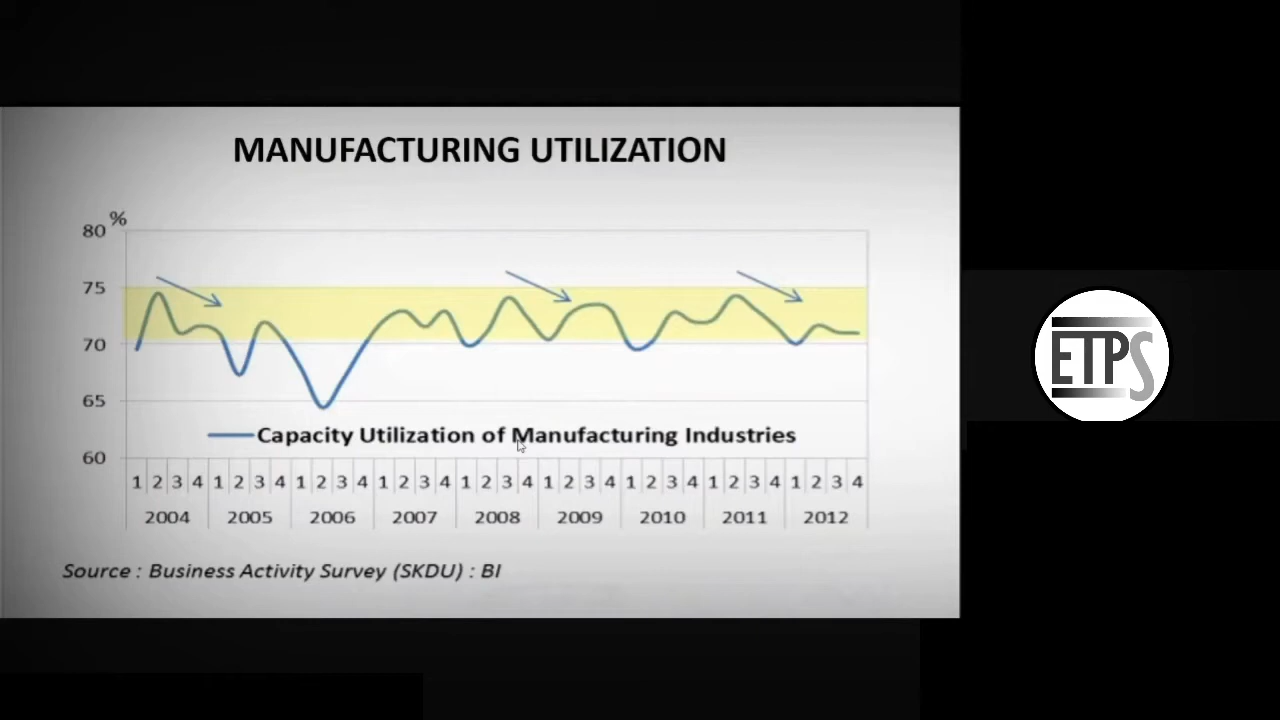 MANUFACTURING UTILIZATION
%
80
75
70
65
60
Capacity Utilization of Manufacturing Industries
1 2 3 4 1 2 3 4 1 2 3 4 1 2 3 4 1 2 3 4 1 2 3 4 1 2 3 4 1 2 3 4 1 2 3 4
2004 2005 2006 2007 2008 2009 2010 2011 2012
Source : Business Activity Survey (SKDU) : BI
ETPS